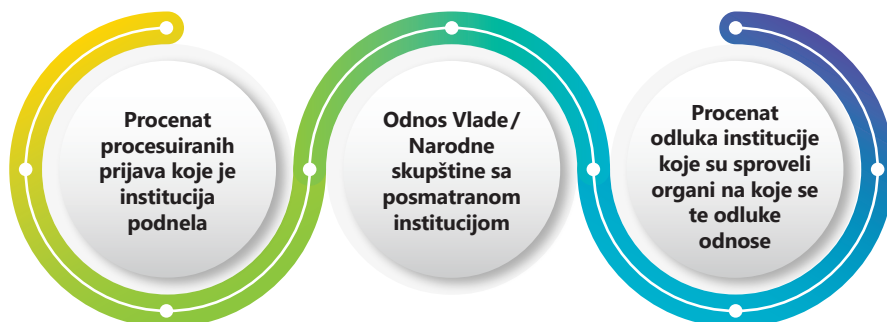 Procenat
procesuiranih
prijava koje je
institucija
podnela
Odnos Vlade/
Narodne
skupštine sa
posmatranom
institucijom
Procenat
odluka institucije
koje su sproveli
organi na koje se
te odluke
odnose